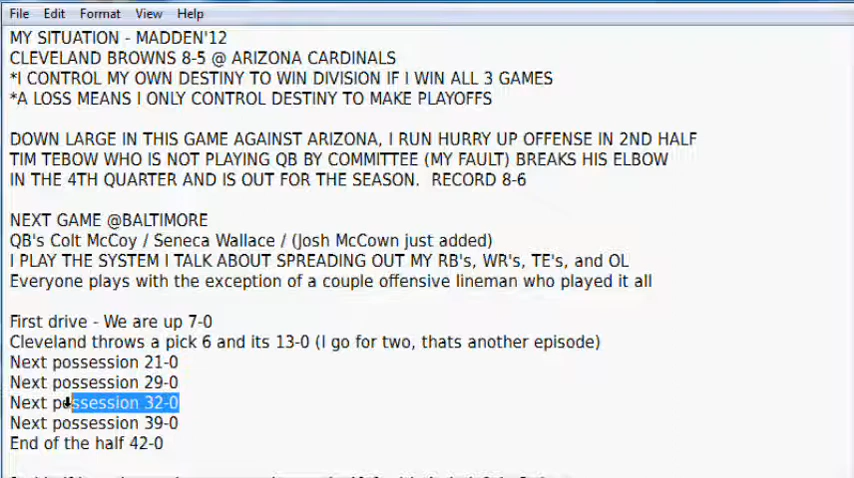 File Edit Format View Help
MY SITUATION - MADDEN'12
CLEVELAND BROWNS 8-5 @ ARIZONA CARDINALS
*I CONTROL MY OWN DESTINY TO WIN DIVISION IF I WIN ALL 3 GAMES
*A LOSS MEANS I ONLY CONTROL DESTINY TO MAKE PLAYOFFS
DOWN LARGE IN THIS GAME AGAINST ARIZONA, I RUN HURRY UP OFFENSE IN 2ND HALF
TIM TEBOW WHO IS NOT PLAYING QB BY COMMITTEE (MY FAULT) BREAKS HIS ELBOW
IN THE 4TH QUARTER AND IS OUT FOR THE SEASON. RECORD 8-6
NEXT GAME @BALTIMORE
QB's Colt McCoy / Seneca Wallace / (Josh McCown just added)
I PLAY THE SYSTEM I TALK ABOUT SPREADING OUT MY RB's, WR's, TE's, and OL
Everyone plays with the exception of a couple offensive lineman who played it all
First drive - We are up 7-0
Cleveland throws a pick 6 and its 13-0 (I go for two, thats another episode)
Next possession 21-0
Next possession 29-0
Next possession 32-0
Next possession 39-0
End of the half 42-0